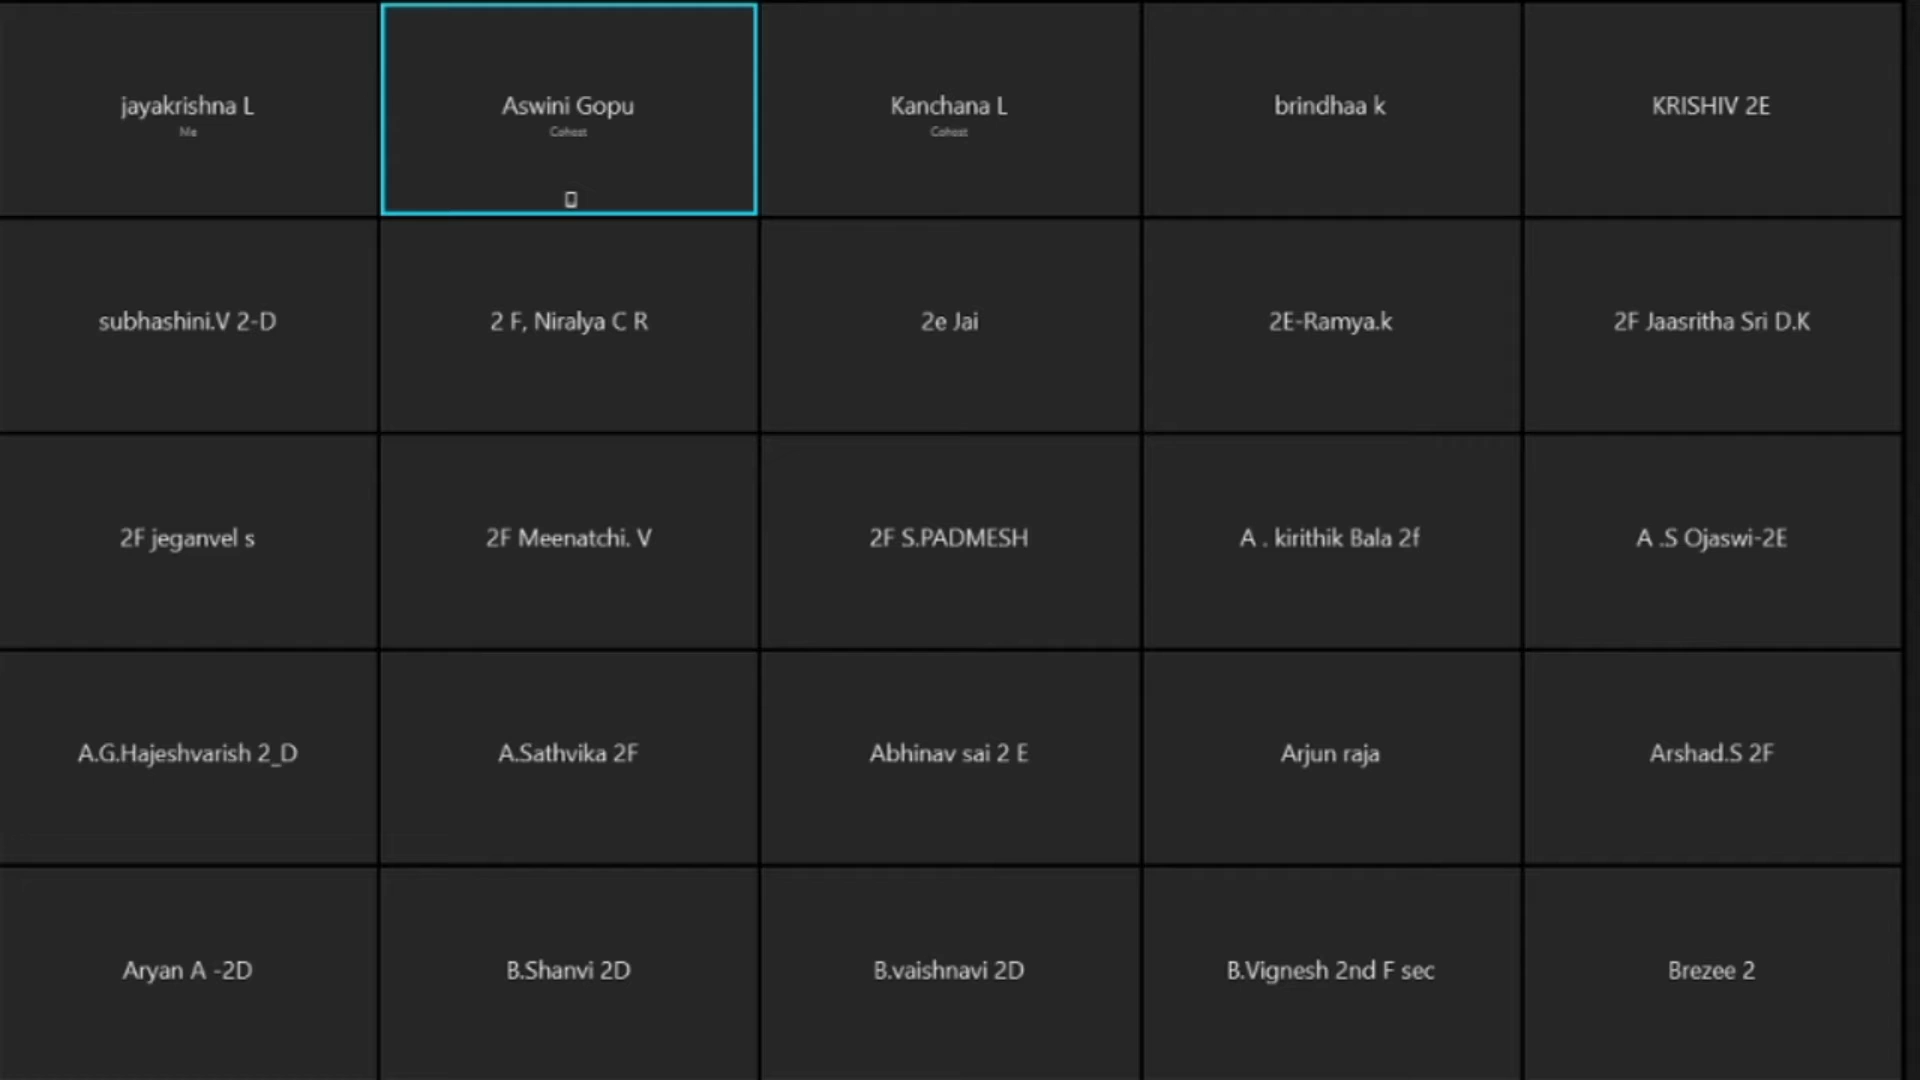 jayakrishna L
Me
Aswini Gopu
Cohost
Kanchana L
Cohost
brindhaa k
KRISHIV 2E
subhashini.V 2-D
2 F, Niralya C R
2e Jai
2E-Ramya.k
2F Jaasritha Sri D.K
2F jeganvel s
2F Meenatchi. V
2F S.PADMESH
A . kirithik Bala 2f
A .S Ojaswi-2E
A.G.Hajeshvarish 2_D
A.Sathvika 2F
Abhinav sai 2 E
Arjun raja
Arshad.S 2F
Aryan A -2D
B.Shanvi 2D
B.vaishnavi 2D
B.Vignesh 2nd F sec
Brezee 2